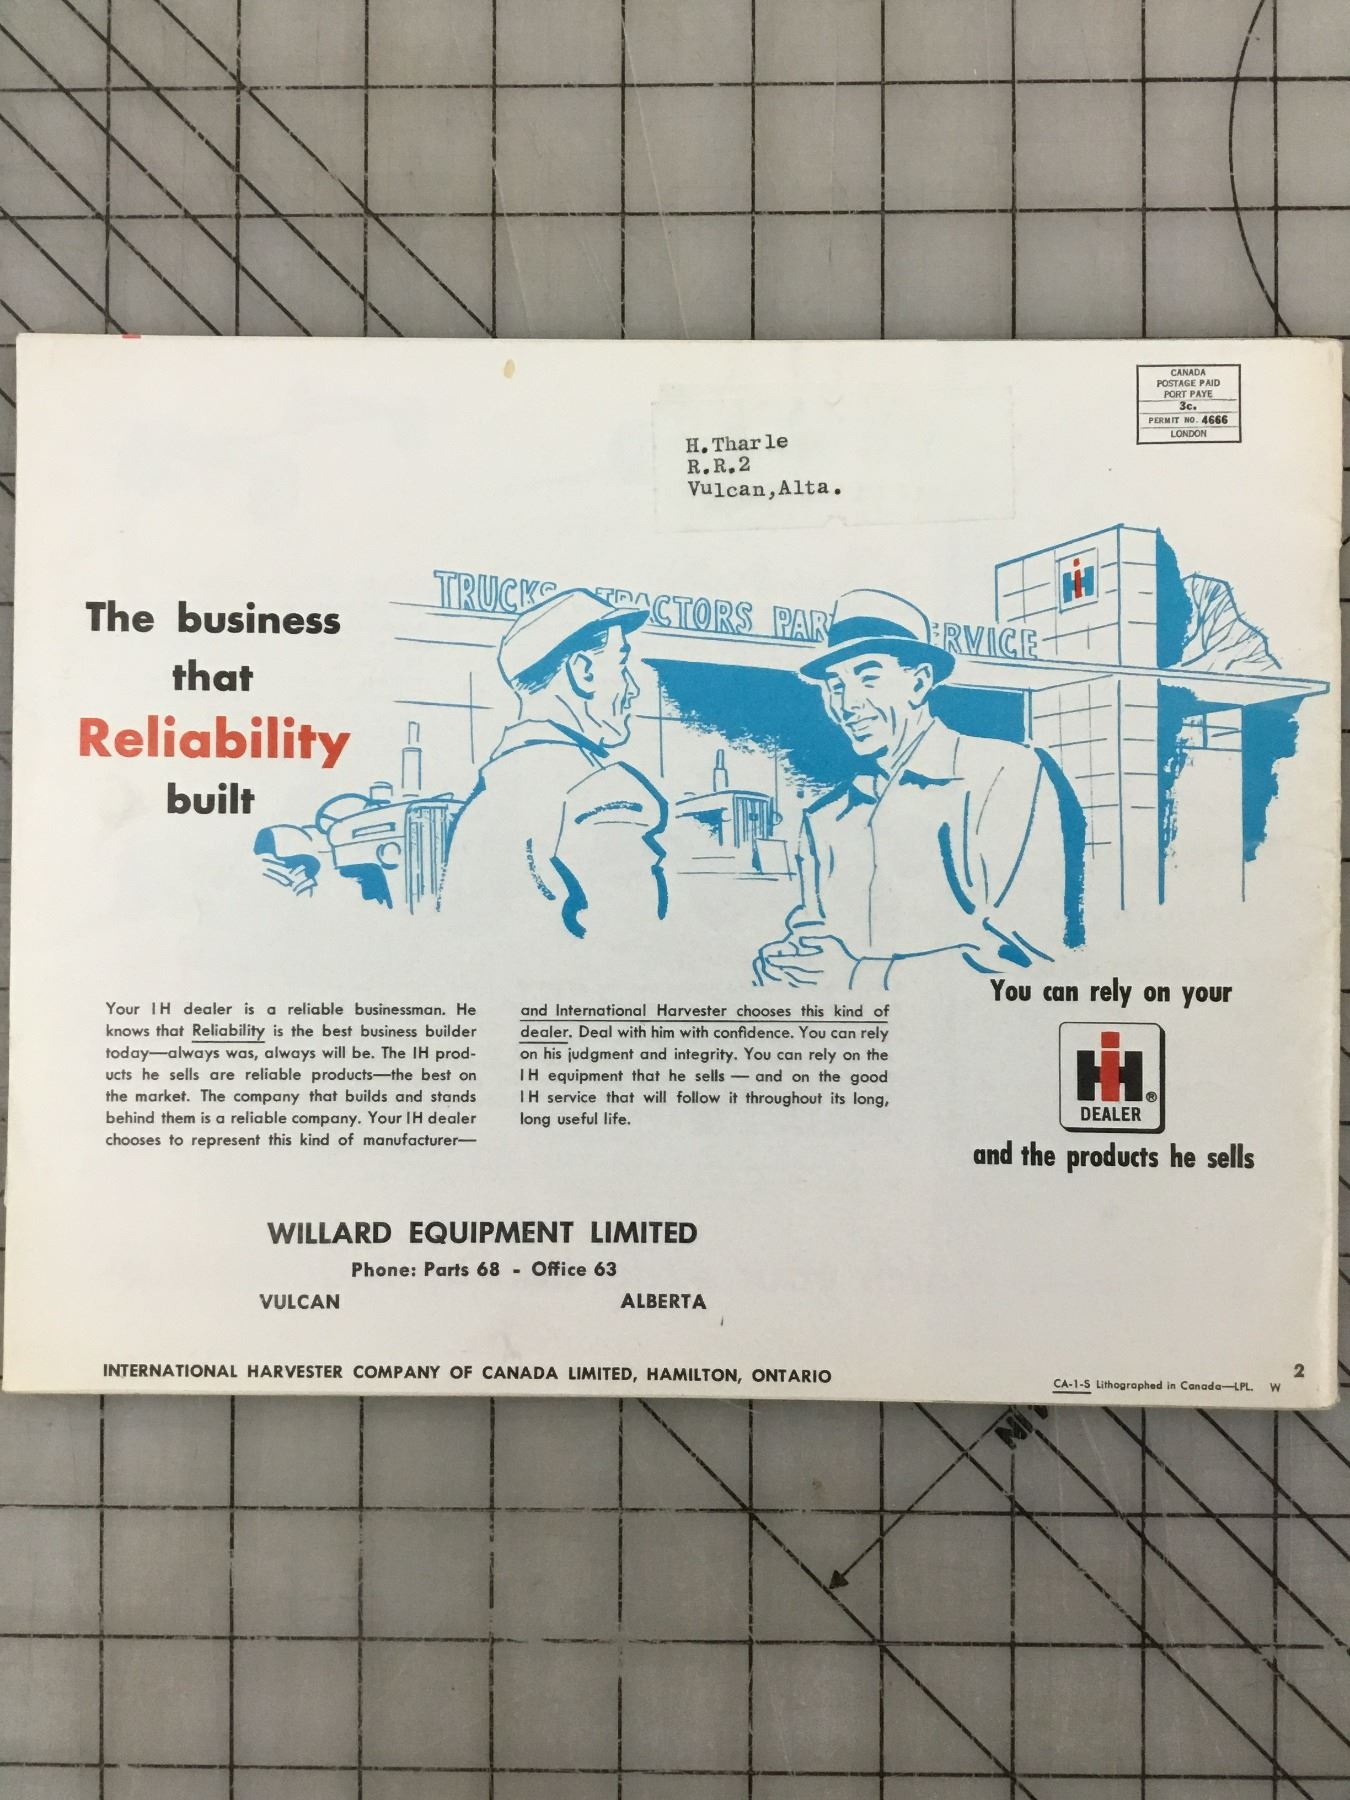 CANADA
POSTAGE PAID
PORT PAYE
3c.
PERMIT NO. 4666
LONDON
H.Tharle
R.R.2
Vulcan,Alta.
TRUCKS TRACTORS PAR RVICE
IH
The business
that
Reliability
built
Your IH dealer is a reliable businessman. He
knows that Reliability is the best business builder
today—always was, always will be. The IH prod-
ucts he sells are reliable products—the best on
the market. The company that builds and stands
behind them is a reliable company. Your IH dealer
chooses to represent this kind of manufacturer—
and International Harvester chooses this kind of
dealer. Deal with him with confidence. You can rely
on his judgment and integrity. You can rely on the
IH equipment that he sells — and on the good
IH service that will follow it throughout its long,
long useful life.
You can rely on your
IH
DEALER ®
and the products he sells
WILLARD EQUIPMENT LIMITED
Phone: Parts 68 - Office 63
VULCAN ALBERTA
INTERNATIONAL HARVESTER COMPANY OF CANADA LIMITED, HAMILTON, ONTARIO
CA-1-S Lithographed in Canada—LPL. W 2